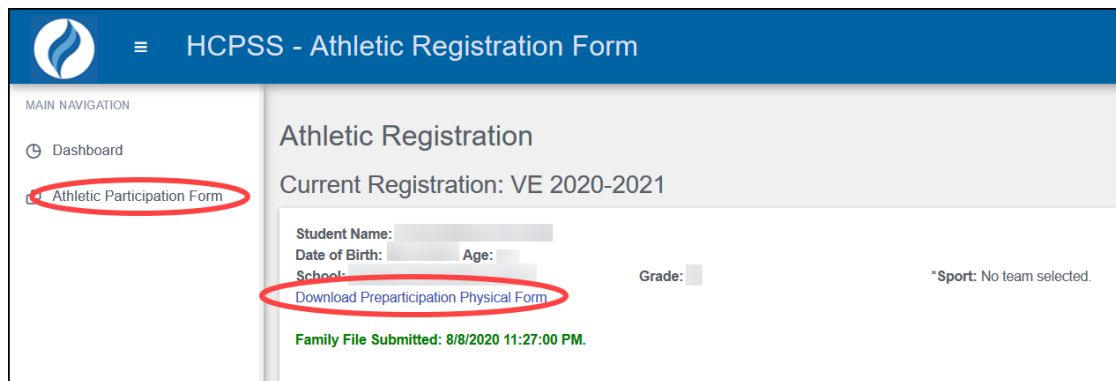 HCPSS - Athletic Registration Form
MAIN NAVIGATION
Dashboard
Athletic Participation Form
Athletic Registration
Current Registration: VE 2020-2021
Student Name:
Date of Birth: Age:
School: Grade: *Sport: No team selected.
Download Preparticipation Physical Form
Family File Submitted: 8/8/2020 11:27:00 PM.